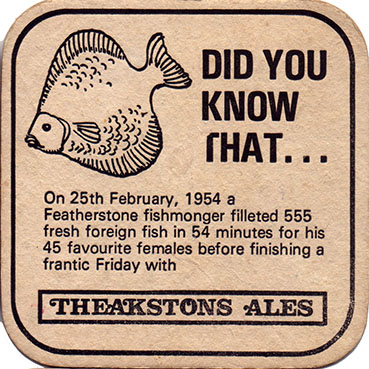 DID YOU
KNOW
THAT...
On 25th February, 1954 a
Featherstone fishmonger filleted 555
fresh foreign fish in 54 minutes for his
45 favourite females before finishing a
frantic Friday with
THEAKSTONS ALES